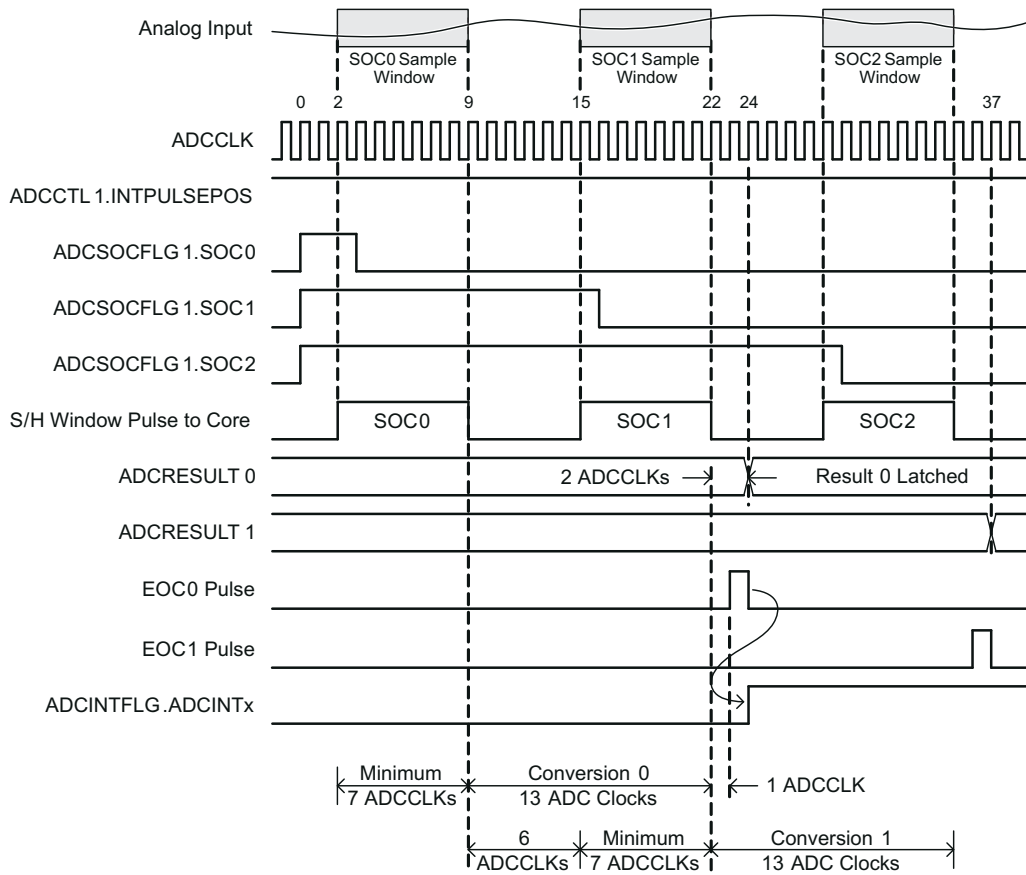 Analog Input
SOC0 Sample
Window
SOC1 Sample
Window
SOC2 Sample
Window
0 2 9 15 22 24 37
ADCCLK
ADCCTL 1.INTPULSEPOS
ADCSOCFLG 1.SOC0
ADCSOCFLG 1.SOC1
ADCSOCFLG 1.SOC2
S/H Window Pulse to Core
SOC0
SOC1
SOC2
ADCRESULT 0
2 ADCCLKs
Result 0 Latched
ADCRESULT 1
EOC0 Pulse
EOC1 Pulse
ADCINTFLG .ADCINTx
Minimum
7 ADCCLKs
Conversion 0
13 ADC Clocks
1 ADCCLK
6
ADCCLKs
Minimum
7 ADCCLKs
Conversion 1
13 ADC Clocks